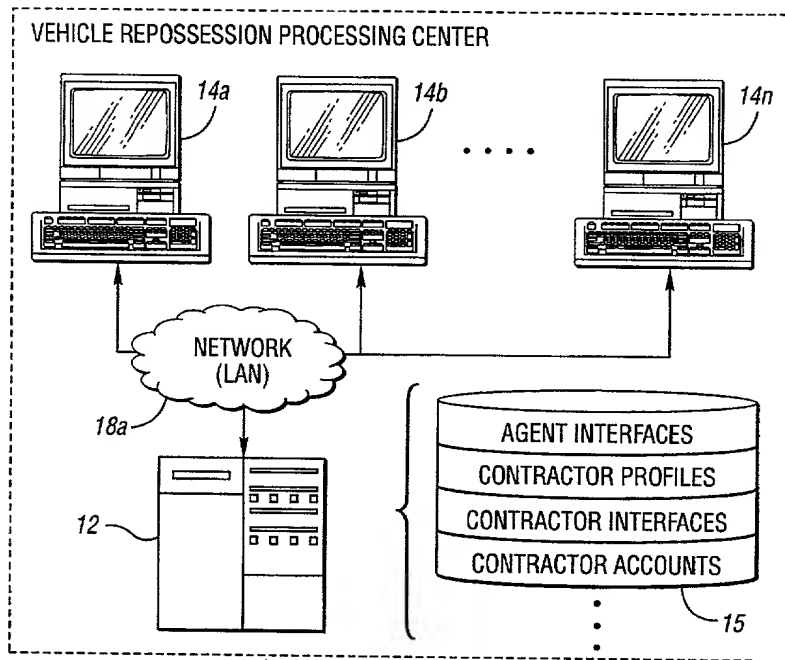 VEHICLE REPOSSESSION PROCESSING CENTER
14a
14b
14n
NETWORK
(LAN)
18a
12
AGENT INTERFACES
CONTRACTOR PROFILES
CONTRACTOR INTERFACES
CONTRACTOR ACCOUNTS
15